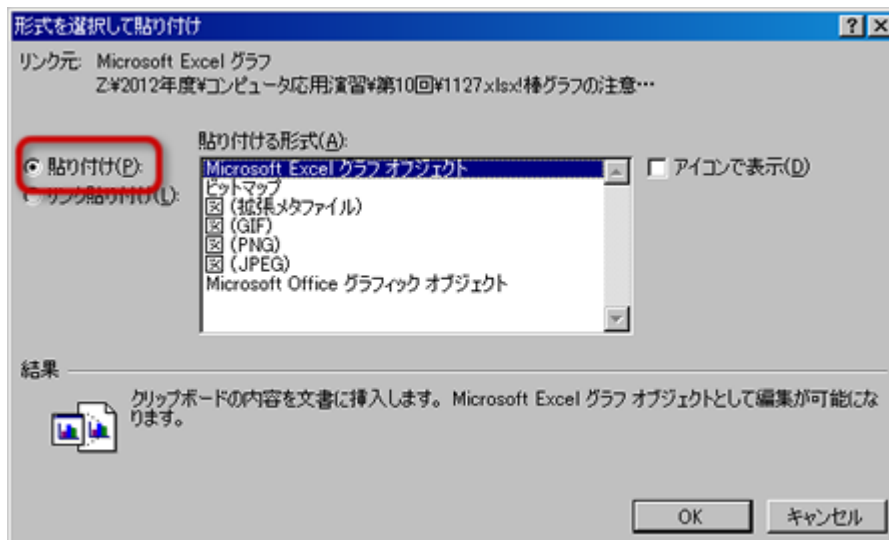 形式を選択して貼り付け
リンク元: Microsoft Excel グラフ
Z:¥2012年度¥コンピュータ応用演習¥第10回¥1127.xlsx!棒グラフの注意…
貼り付ける形式(A):
貼り付け(P):
リンク貼り付け(L):
Microsoft Excel グラフ オブジェクト
ビットマップ
図 (拡張メタファイル)
図 (GIF)
図 (PNG)
図 (JPEG)
Microsoft Office グラフィック オブジェクト
アイコンで表示(D)
結果
クリップボードの内容を文書に挿入します。Microsoft Excel グラフ オブジェクトとして編集が可能にな
ります。
OK
キャンセル